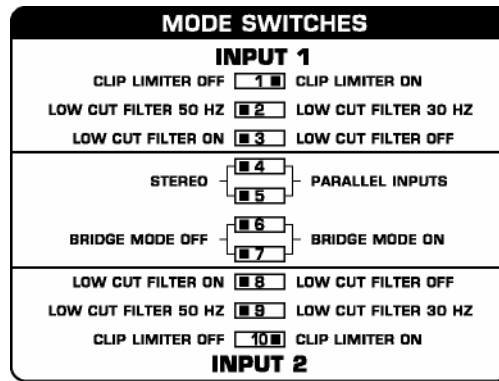 MODE SWITCHES
INPUT 1
CLIP LIMITER OFF 1 CLIP LIMITER ON
LOW CUT FILTER 50 HZ 2 LOW CUT FILTER 30 HZ
LOW CUT FILTER ON 3 LOW CUT FILTER OFF
4
STEREO PARALLEL INPUTS
5
6
BRIDGE MODE OFF BRIDGE MODE ON
7
LOW CUT FILTER ON 8 LOW CUT FILTER OFF
LOW CUT FILTER 50 HZ 9 LOW CUT FILTER 30 HZ
CLIP LIMITER OFF 10 CLIP LIMITER ON
INPUT 2